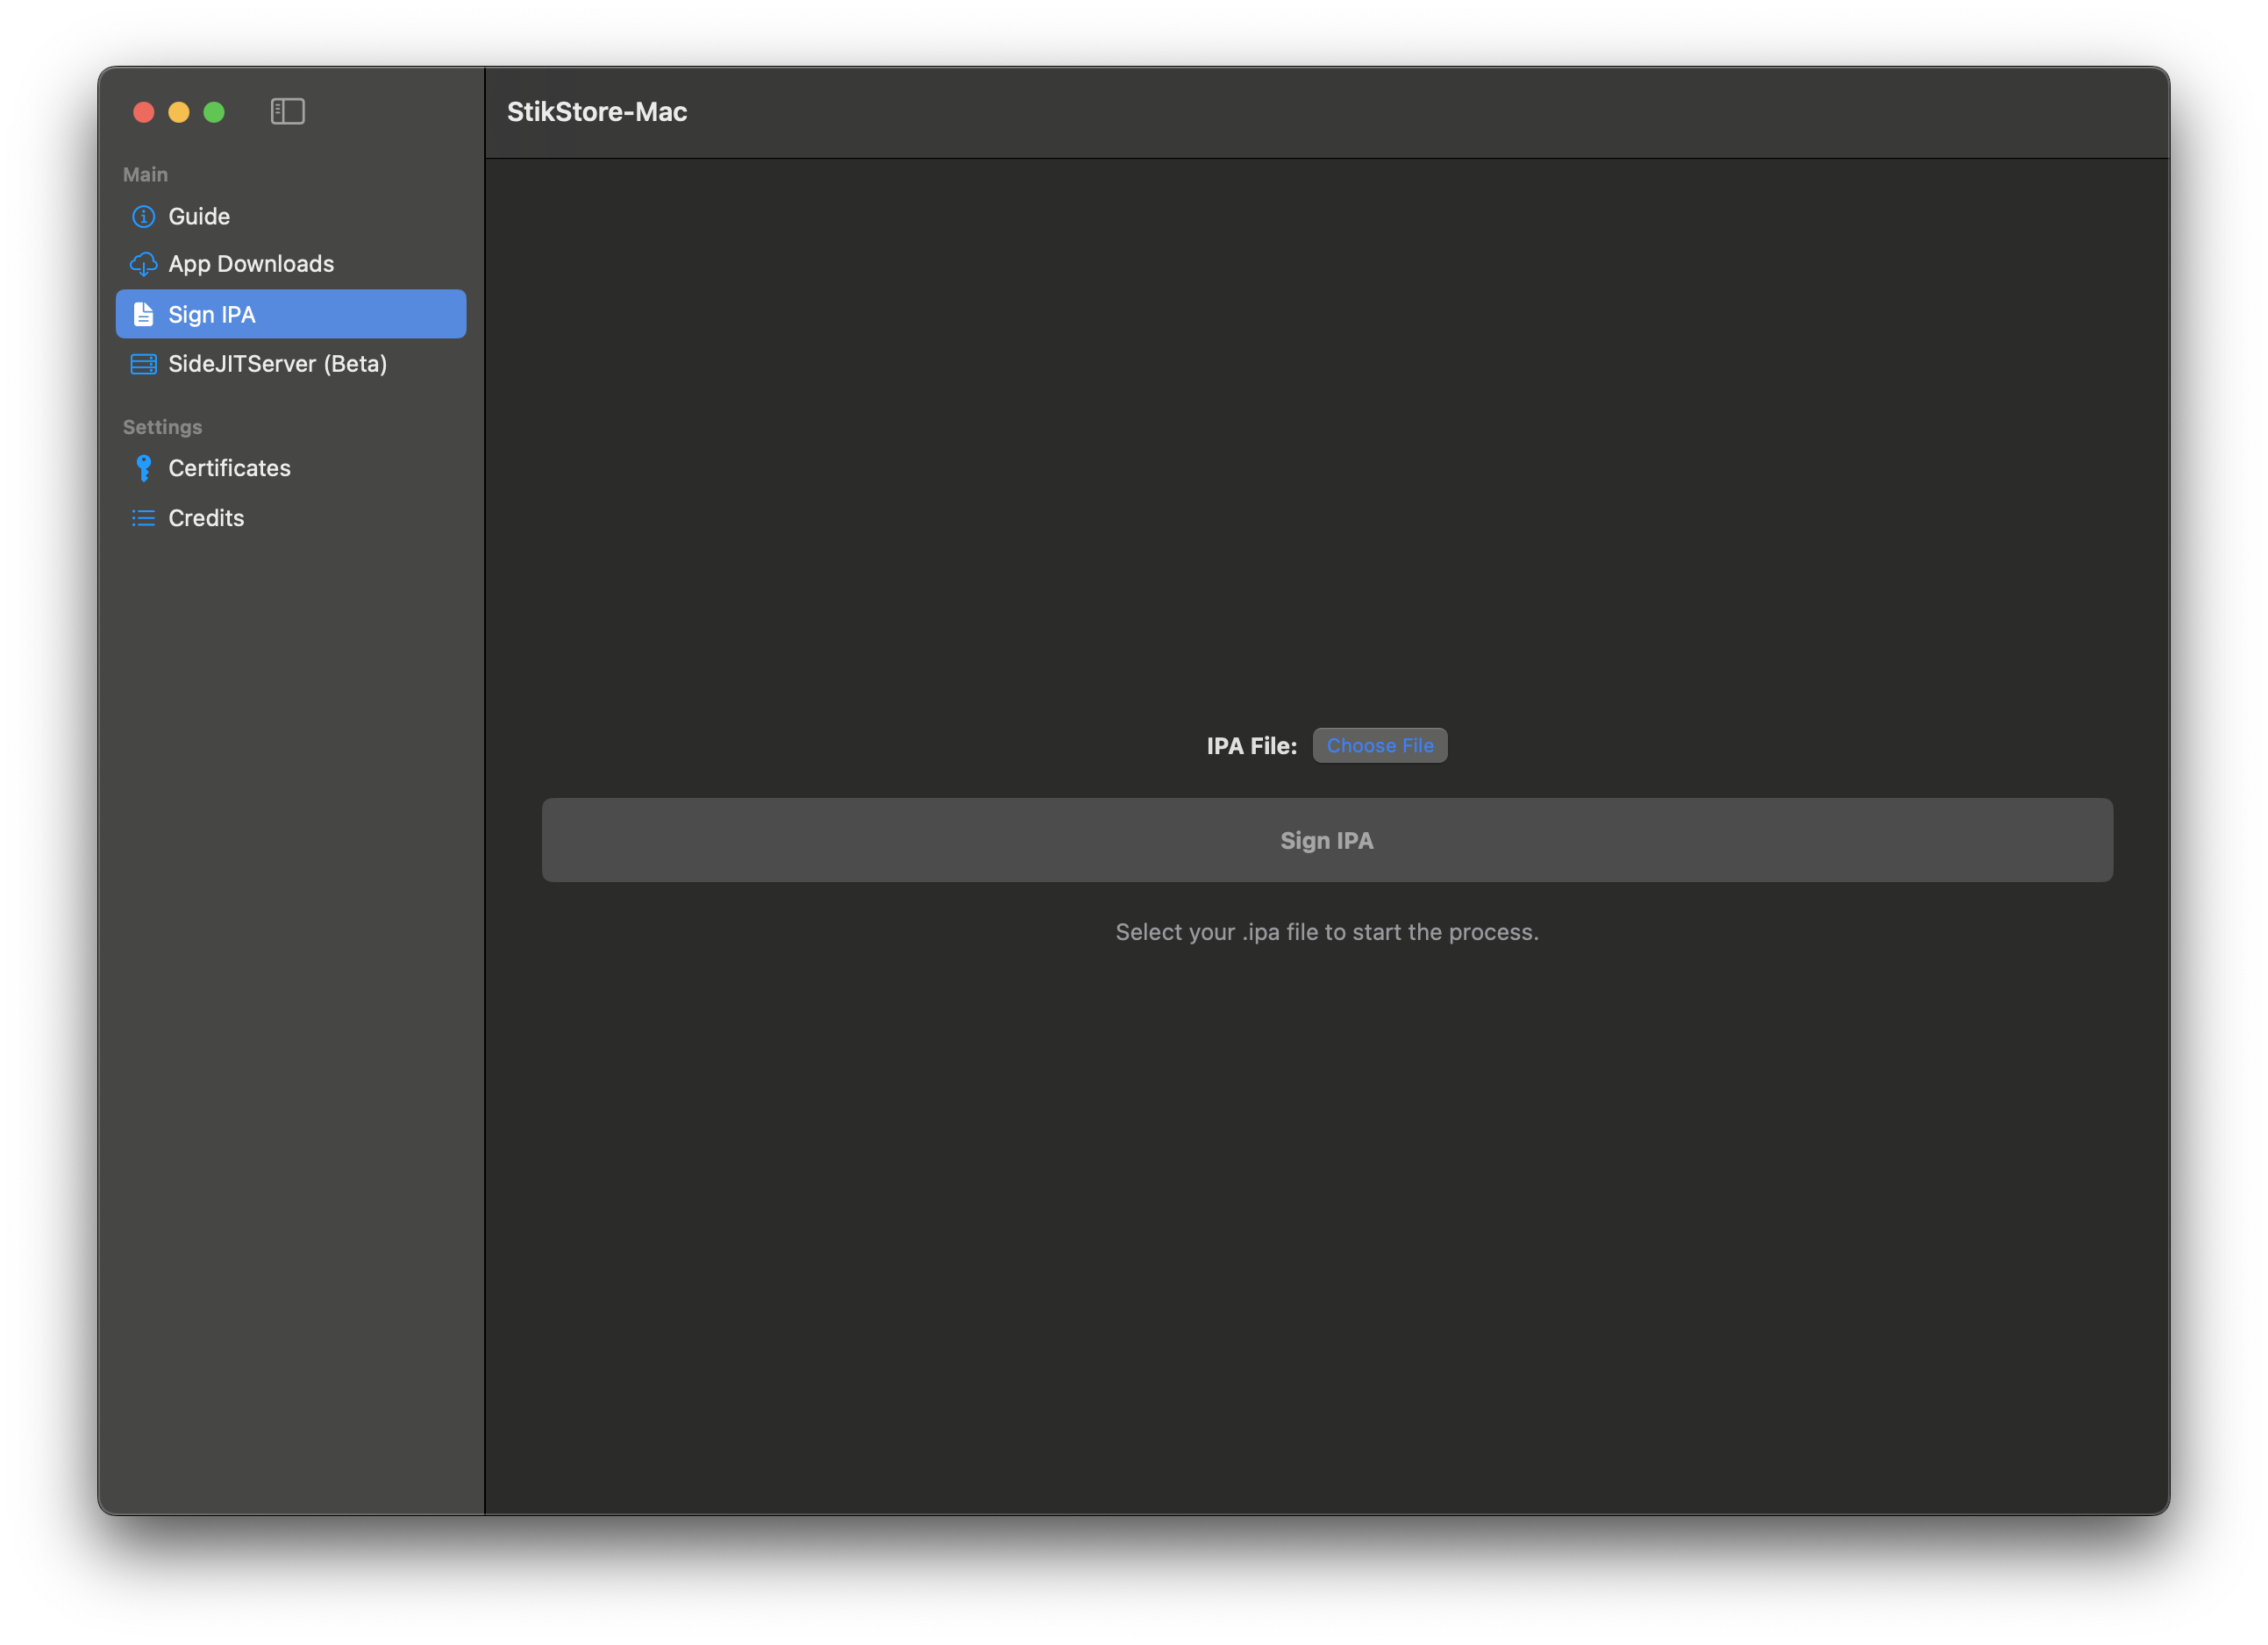 StikStore-Mac
Main
Guide
App Downloads
Sign IPA
SideJITServer (Beta)
Settings
Certificates
Credits
IPA File: Choose File
Sign IPA
Select your .ipa file to start the process.